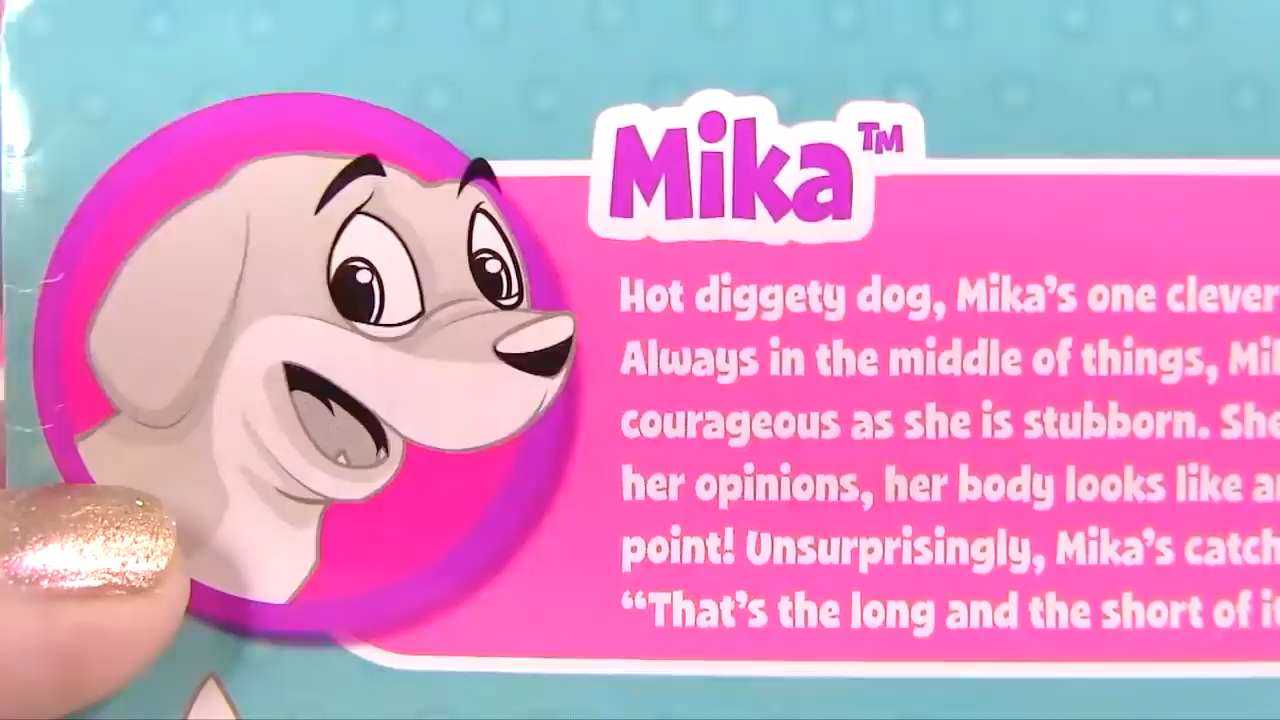 Mika™
Hot diggety dog, Mika's one clever
Always in the middle of things,
courageous as she is stubborn. She
her opinions, her body looks like
point! Unsurprisingly, Mika's
“That's the long and the short of